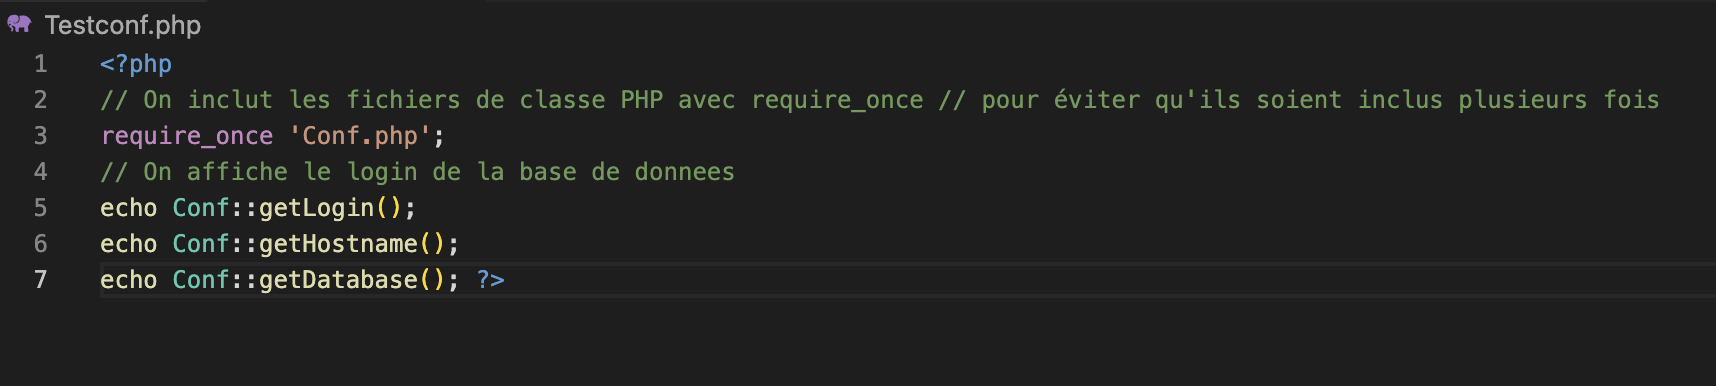 Testconf.php
1 <?php
2 // On inclut les fichiers de classe PHP avec require_once // pour éviter qu'ils soient inclus plusieurs fois
3 require_once 'Conf.php';
4 // On affiche le login de la base de donnees
5 echo Conf::getLogin();
6 echo Conf::getHostname();
7 echo Conf::getDatabase(); ?>